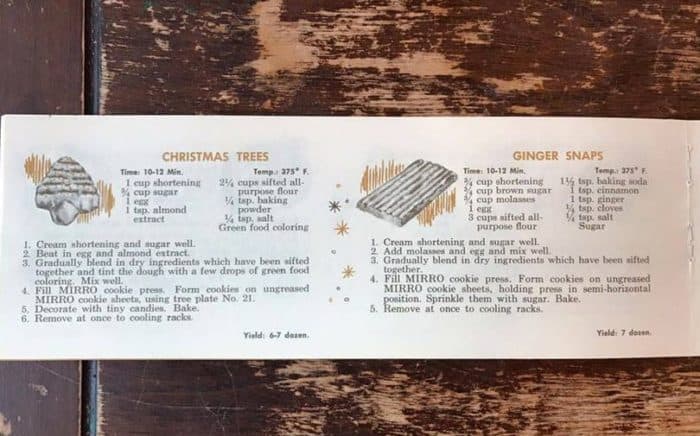 CHRISTMAS TREES
Time: 10-12 Min. Temp.: 375° F.
1 cup shortening
¾ cup sugar
1 egg
1 tsp. almond
extract
2¼ cups sifted all-
purpose flour
¼ tsp. baking
powder
¼ tsp. salt
Green food coloring
1. Cream shortening and sugar well.
2. Beat in egg and almond extract.
3. Gradually blend in dry ingredients which have been sifted
together and tint the dough with a few drops of green food
coloring. Mix well.
4. Fill MIRRO cookie press. Form cookies on ungreased
MIRRO cookie sheets, using tree plate No. 21.
5. Decorate with tiny candies. Bake.
6. Remove at once to cooling racks.
Yield: 6-7 dozen.
GINGER SNAPS
Time: 10-12 Min. Temp.: 375° F.
¾ cup shortening
¾ cup brown sugar
¾ cup molasses
1 egg
3 cups sifted all-
purpose flour
1½ tsp. baking soda
1 tsp. cinnamon
1 tsp. ginger
tsp. cloves
tsp. salt
Sugar
1. Cream shortening and sugar well.
2. Add molasses and egg and mix well.
3. Gradually blend in dry ingredients which have been sifted
together.
4. Fill MIRRO cookie press. Form cookies on ungreased
MIRRO cookie sheets, holding press in semi-horizontal
position. Sprinkle them with sugar. Bake.
5. Remove at once to cooling racks.
Yield: 7 dozen.